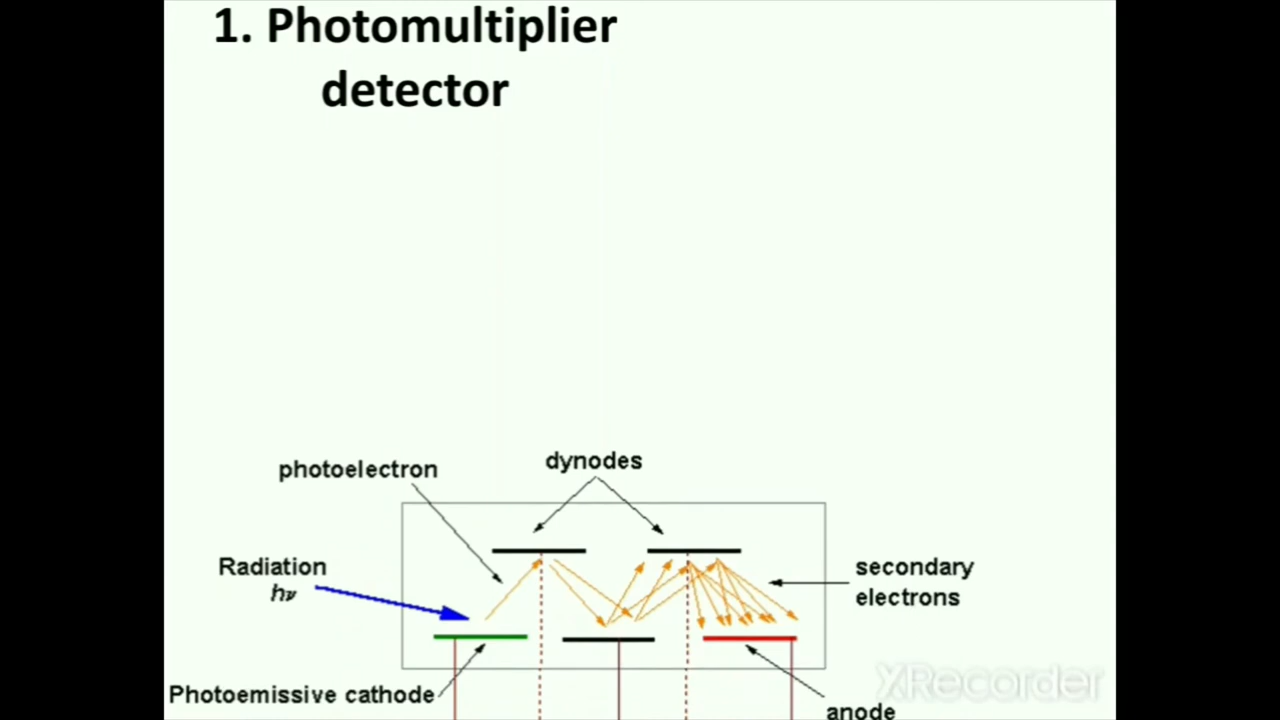 1. Photomultiplier
detector
photoelectron
dynodes
Radiation
hν
secondary
electrons
Photoemissive cathode
anode
XRecorder